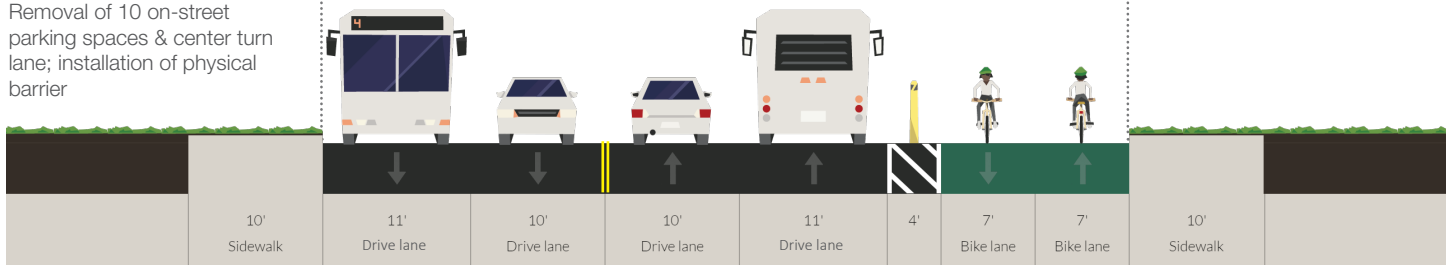 Removal of 10 on-street
parking spaces & center turn
lane; installation of physical
barrier
4
10' 11' 10' 10' 11' 4' 7' 7' 10'
Sidewalk Drive lane Drive lane Drive lane Drive lane Bike lane Bike lane Sidewalk